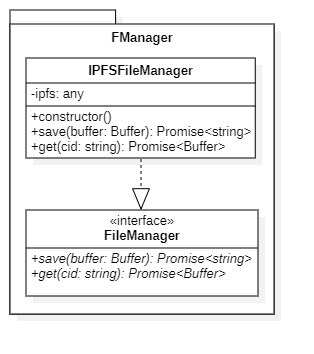 FManager
IPFSFileManager
-ipfs: any
+constructor()
+save(buffer: Buffer): Promise<string>
+get(cid: string): Promise<Buffer>
«interface»
FileManager
+save(buffer: Buffer): Promise<string>
+get(cid: string): Promise<Buffer>